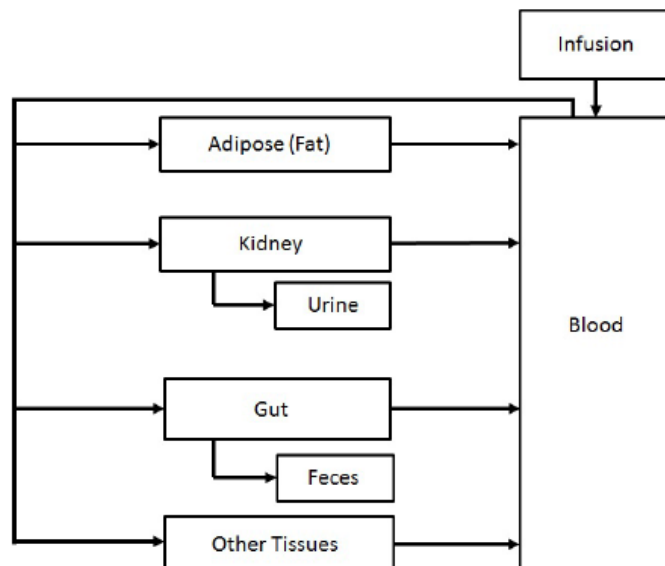 Infusion
Adipose (Fat)
Kidney
Urine
Blood
Gut
Feces
Other Tissues